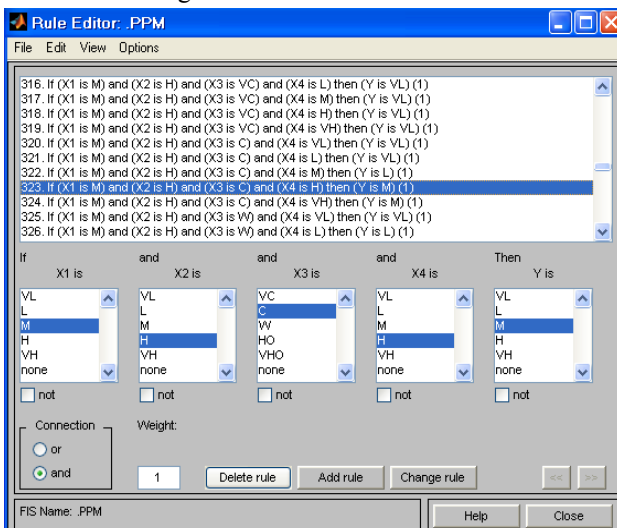 Rule Editor: .PPM
File Edit View Options
316. If (X1 is M) and (X2 is H) and (X3 is VC) and (X4 is L) then (Y is VL) (1)
317. If (X1 is M) and (X2 is H) and (X3 is VC) and (X4 is M) then (Y is VL) (1)
318. If (X1 is M) and (X2 is H) and (X3 is VC) and (X4 is H) then (Y is VL) (1)
319. If (X1 is M) and (X2 is H) and (X3 is VC) and (X4 is VH) then (Y is VL) (1)
320. If (X1 is M) and (X2 is H) and (X3 is C) and (X4 is VL) then (Y is VL) (1)
321. If (X1 is M) and (X2 is H) and (X3 is C) and (X4 is L) then (Y is VL) (1)
322. If (X1 is M) and (X2 is H) and (X3 is C) and (X4 is M) then (Y is L) (1)
323. If (X1 is M) and (X2 is H) and (X3 is C) and (X4 is H) then (Y is M) (1)
324. If (X1 is M) and (X2 is H) and (X3 is C) and (X4 is VH) then (Y is M) (1)
325. If (X1 is M) and (X2 is H) and (X3 is W) and (X4 is VL) then (Y is VL) (1)
326. If (X1 is M) and (X2 is H) and (X3 is W) and (X4 is L) then (Y is L) (1)
If and and and Then
X1 is X2 is X3 is X4 is Y is
VL VL VC VL VL
L L C L L
M M W M M
H H HO H H
VH VH VHO VH VH
none none none none none
not not not not
Connection Weight:
or
and 1 Delete rule Add rule Change rule << >>
FIS Name: .PPM Help Close